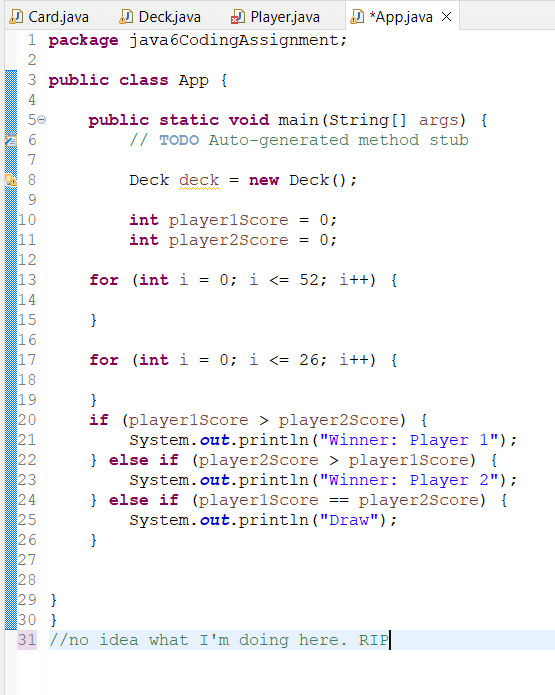 Card.java Deck.java Player.java *App.java
1 package java6CodingAssignment;
2
3 public class App {
4
5     public static void main(String[] args) {
6         // TODO Auto-generated method stub
7
8         Deck deck = new Deck();
9
10         int player1Score = 0;
11         int player2Score = 0;
12
13     for (int i = 0; i <= 52; i++) {
14
15     }
16
17     for (int i = 0; i <= 26; i++) {
18
19     }
20     if (player1Score > player2Score) {
21         System.out.println("Winner: Player 1");
22     } else if (player2Score > player1Score) {
23         System.out.println("Winner: Player 2");
24     } else if (player1Score == player2Score) {
25         System.out.println("Draw");
26     }
27
28
29 }
30 }
31 //no idea what I'm doing here. RIP